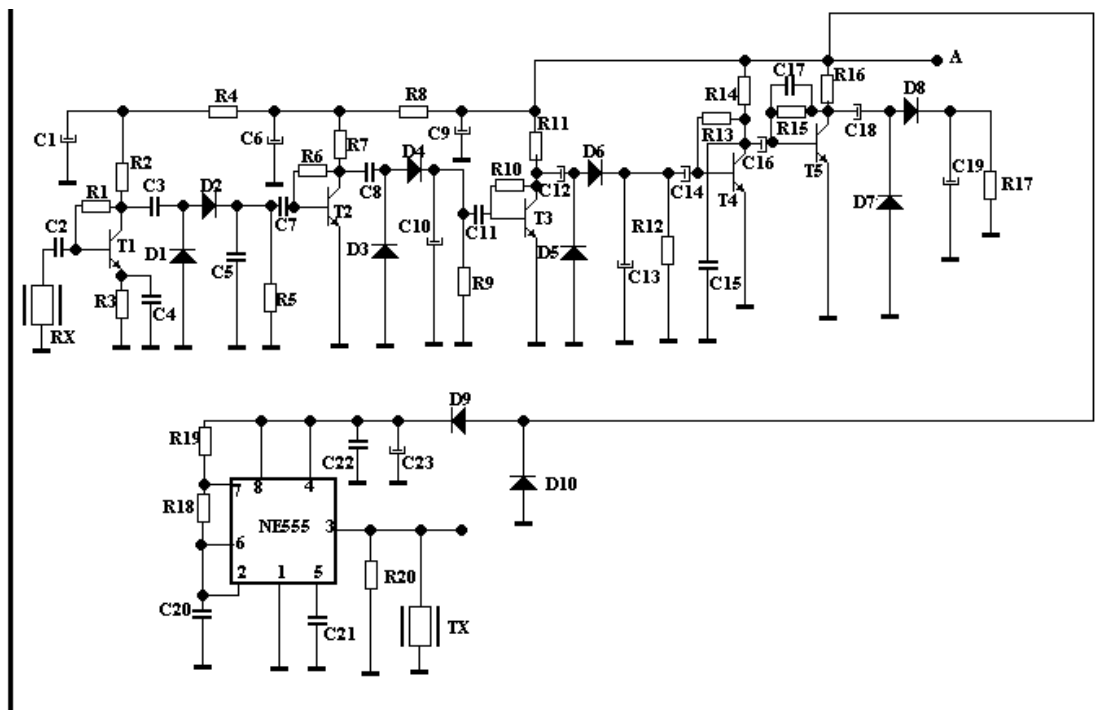 A
C17
R16
R14
D8
R4
R8
C1
C6
C9
R11
R13
R15
C18
R7
C16
R2
R6
D4
R10
D6
T5
C19
R17
R1
C3
D2
C8
C12
C14
C2
C7
T2
T3
T4
D7
T1
D1
C10
C11
R12
C5
D3
D5
R3
C4
R5
R9
C13
C15
RX
D9
R19
C22
C23
D10
7
8
4
R18
NE555
3
6
2
1
5
R20
C20
C21
TX